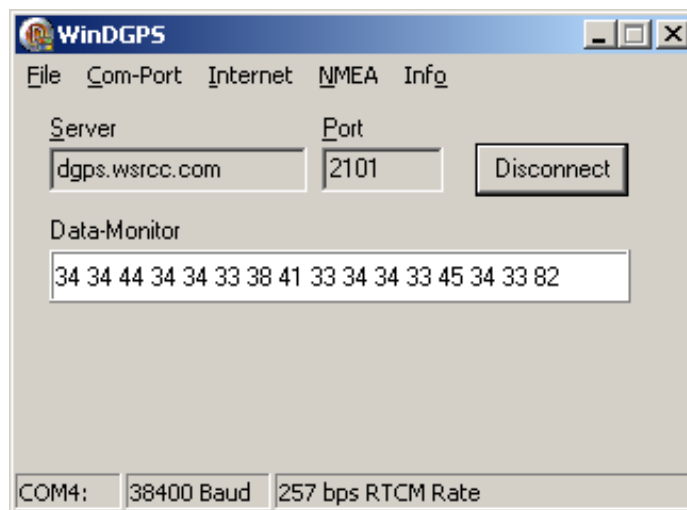 WinDGPS
File Com-Port Internet NMEA Info
Server Port
dgps.wsrcc.com 2101 Disconnect
Data-Monitor
34 34 44 34 34 33 38 41 33 34 34 33 45 34 33 82
COM4: 38400 Baud 257 bps RTCM Rate